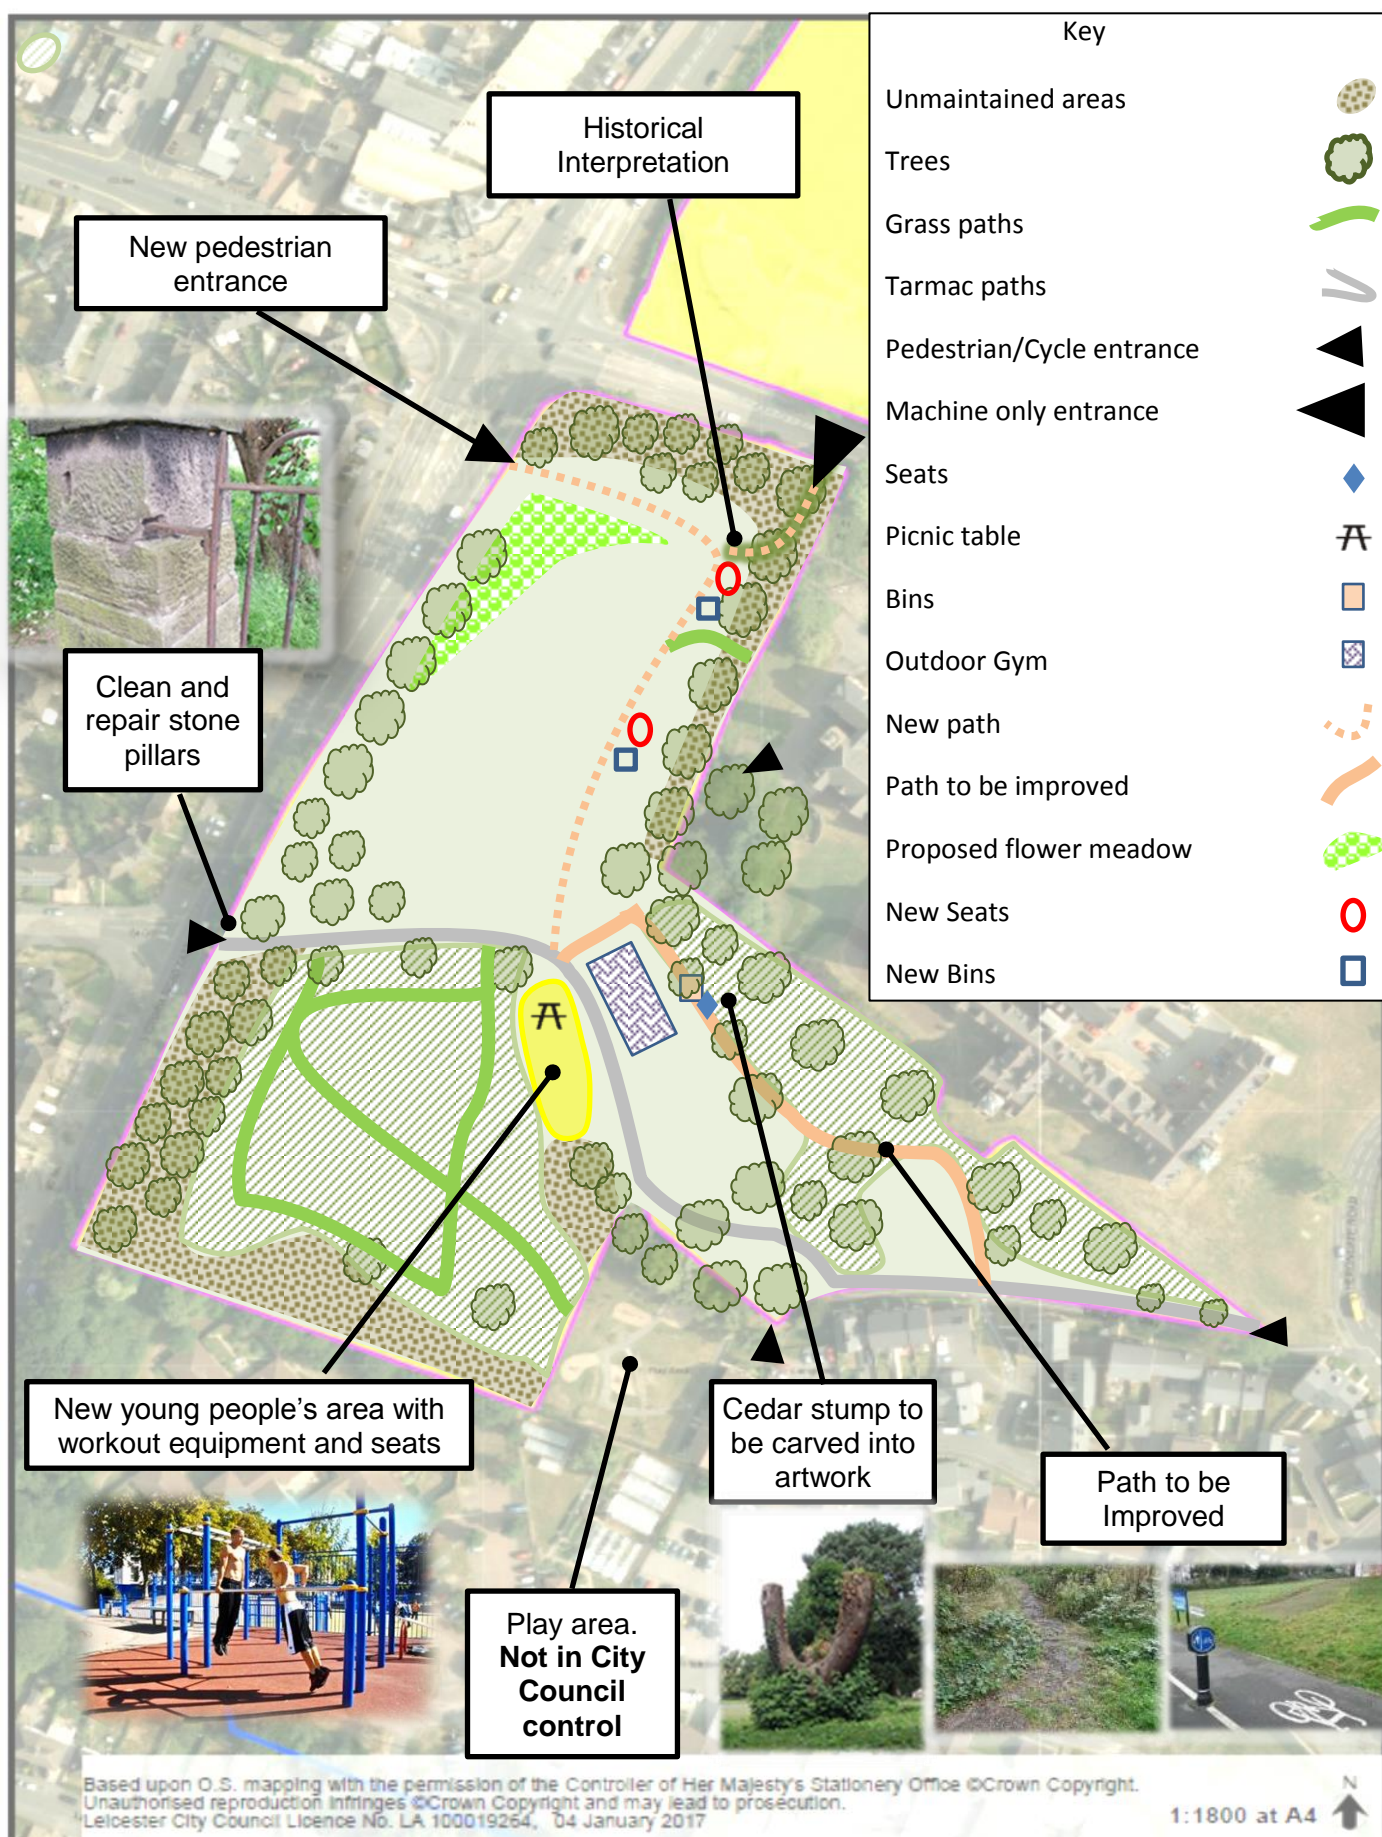 Key
Unmaintained areas
Trees
Grass paths
Tarmac paths
Pedestrian/Cycle entrance
Machine only entrance
Seats
Picnic table
Bins
Outdoor Gym
New path
Path to be improved
Proposed flower meadow
New Seats
New Bins
Historical
Interpretation
New pedestrian
entrance
Clean and
repair stone
pillars
New young people’s area with
workout equipment and seats
Cedar stump to
be carved into
artwork
Path to be
Improved
Play area.
Not in City
Council
control
Based upon O.S. mapping with the permission of the Controller of Her Majesty's Stationery Office ©Crown Copyright.
Unauthorised reproduction infringes ©Crown Copyright and may lead to prosecution.
Leicester City Council Licence No. LA 100019264, 04 January 2017
1:1800 at A4
N